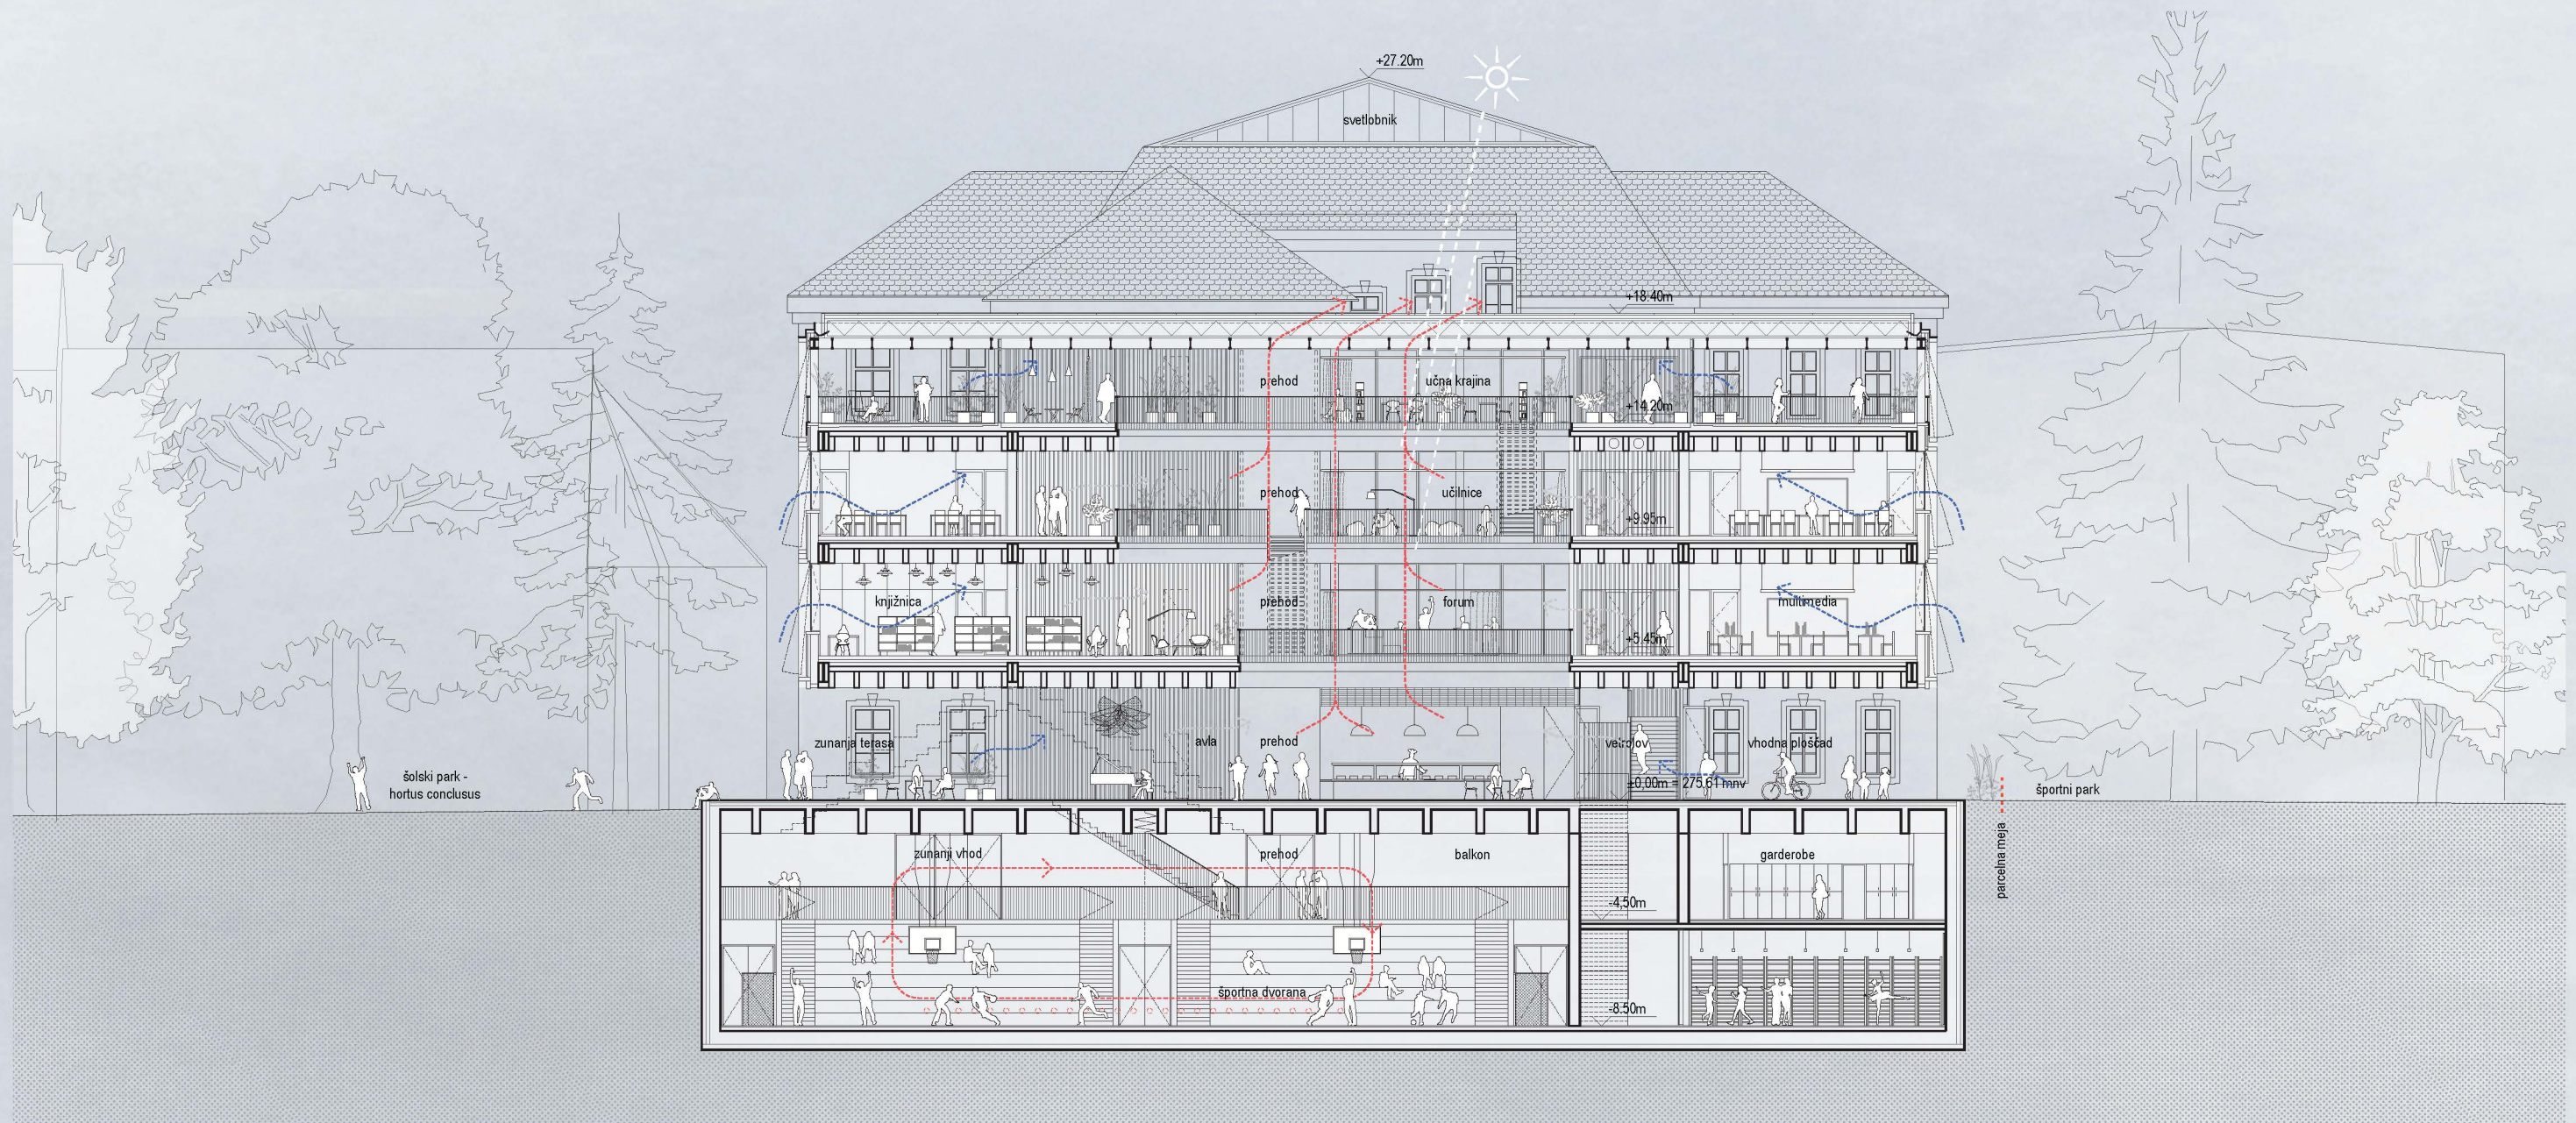 +27.20m
svetlobnik
+18.40m
prehod
učna krajina
+14.20m
prehod
učilnice
+9.95m
knjižnica
prehod
forum
multimedia
+5.45m
zunanja terasa
avla
prehod
vetrolov
vhodna ploščad
±0,00m = 275.61 mnv
šolski park -
hortus conclusus
športni park
parcelna meja
zunanji vhod
prehod
balkon
garderobe
-4,50m
športna dvorana
-8.50m